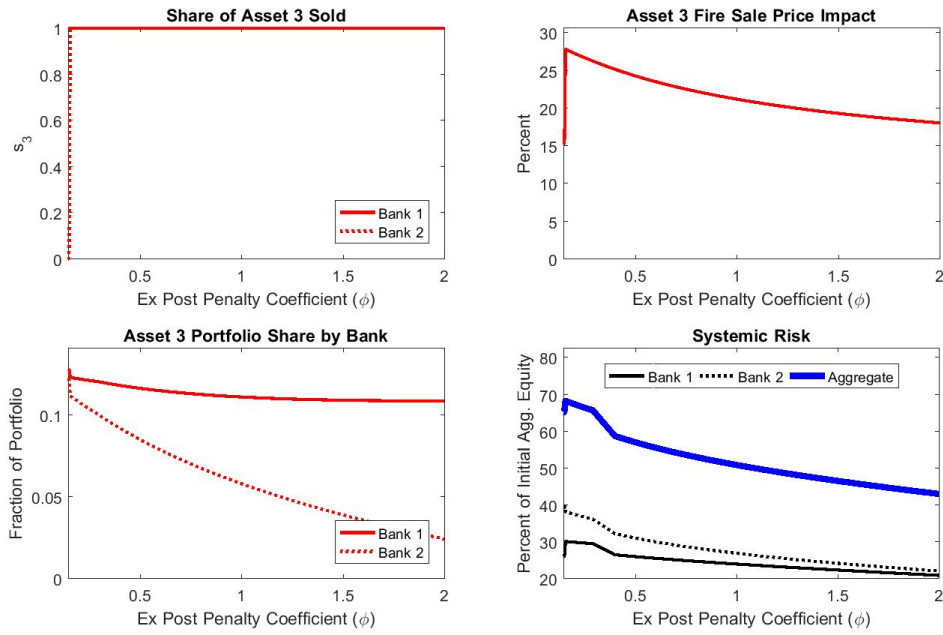 Share of Asset 3 Sold
1
0.8
0.6
0.4
0.2
0
s3
0.5
1
1.5
2
Ex Post Penalty Coefficient (ϕ)
Bank 1
Bank 2
Asset 3 Fire Sale Price Impact
30
25
20
15
10
5
0
Percent
0.5
1
1.5
2
Ex Post Penalty Coefficient (ϕ)
Asset 3 Portfolio Share by Bank
0.1
0.05
0
Fraction of Portfolio
0.5
1
1.5
2
Ex Post Penalty Coefficient (ϕ)
Bank 1
Bank 2
Systemic Risk
80
70
60
50
40
30
20
Percent of Initial Agg. Equity
0.5
1
1.5
2
Ex Post Penalty Coefficient (ϕ)
Bank 1 Bank 2 Aggregate